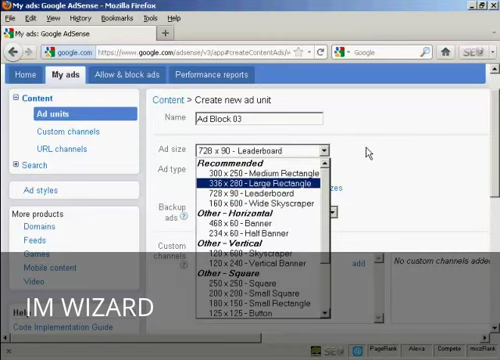 My ads: Google AdSense - Mozilla Firefox
File Edit View History Bookmarks Tools Help
My ads: Google AdSense
google.com https://www.google.com/adsense/v3/app#createContentAds/ Google
Home My ads Allow & block ads Performance reports
Content
Ad units
Custom channels
URL channels
Search
Ad styles
More products
Domains
Feeds
Games
Mobile content
Video
Help
Code Implementation Guide
Content > Create new ad unit
Name Ad Block 03
Ad size 728 x 90 - Leaderboard
Recommended
300 x 250 - Medium Rectangle
336 x 280 - Large Rectangle
728 x 90 - Leaderboard
160 x 600 - Wide Skyscraper
Other - Horizontal
468 x 60 - Banner
234 x 60 - Half Banner
Other - Vertical
120 x 600 - Skyscraper
120 x 240 - Vertical Banner
Other - Square
250 x 250 - Square
200 x 200 - Small Square
180 x 150 - Small Rectangle
125 x 125 - Button
Ad type
zes
Backup ads
Custom channels
add
No custom channels added
IM WIZARD
PageRank Alexa Compete mozRank